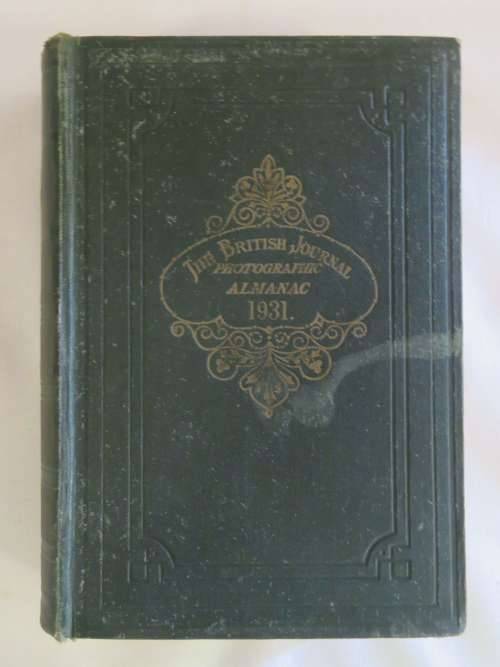 THE BRITISH JOURNAL
PHOTOGRAPHIC
ALMANAC
1931.